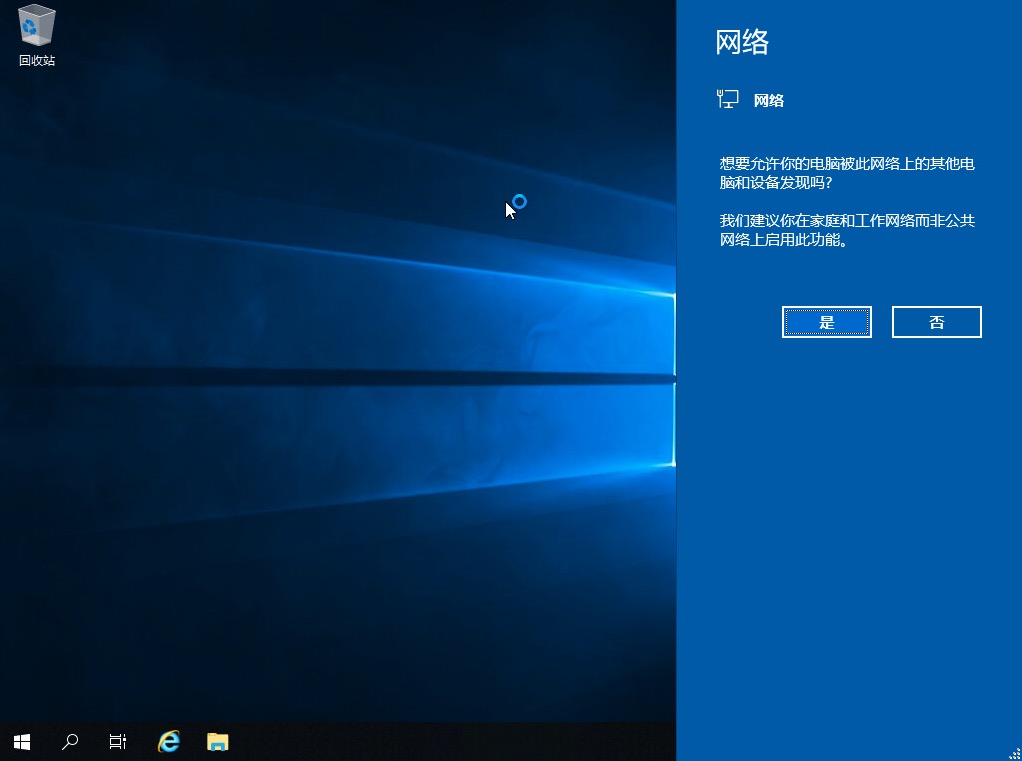 回收站
网络
网络
想要允许你的电脑被此网络上的其他电
脑和设备发现吗?
我们建议你在家庭和工作网络而非公共
网络上启用此功能。
是
否